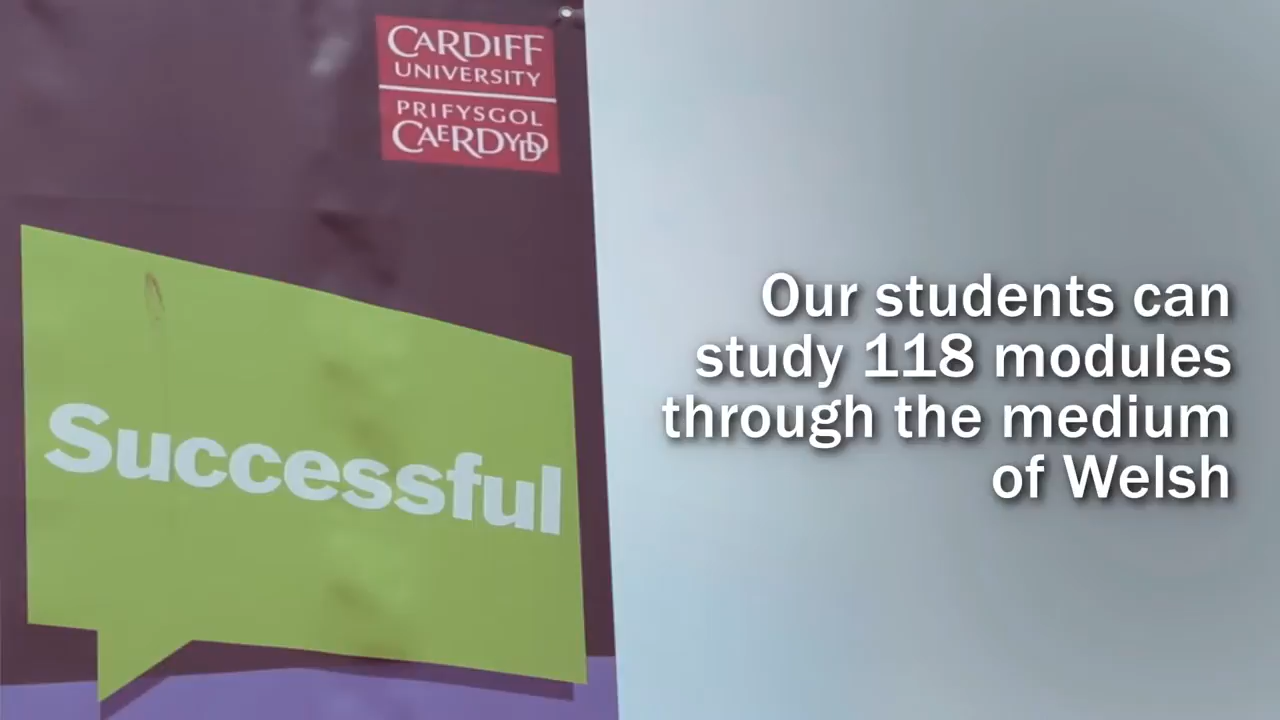 CARDIFF
UNIVERSITY
PRIFYSGOL
CAERDYDD
Successful
Our students can
study 118 modules
through the medium
of Welsh